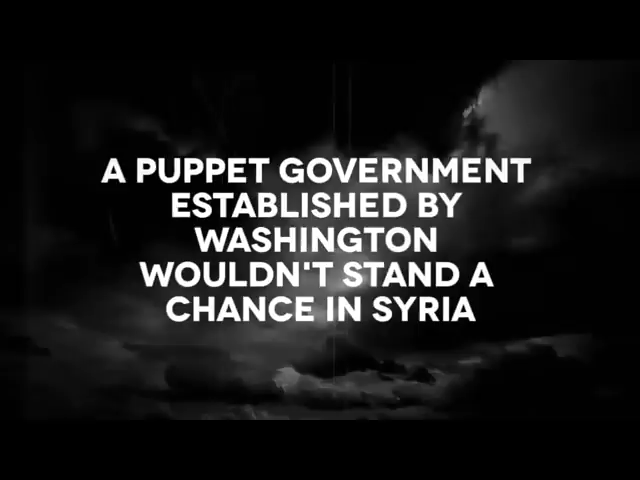 A PUPPET GOVERNMENT
ESTABLISHED BY
WASHINGTON
WOULDN'T STAND A
CHANCE IN SYRIA